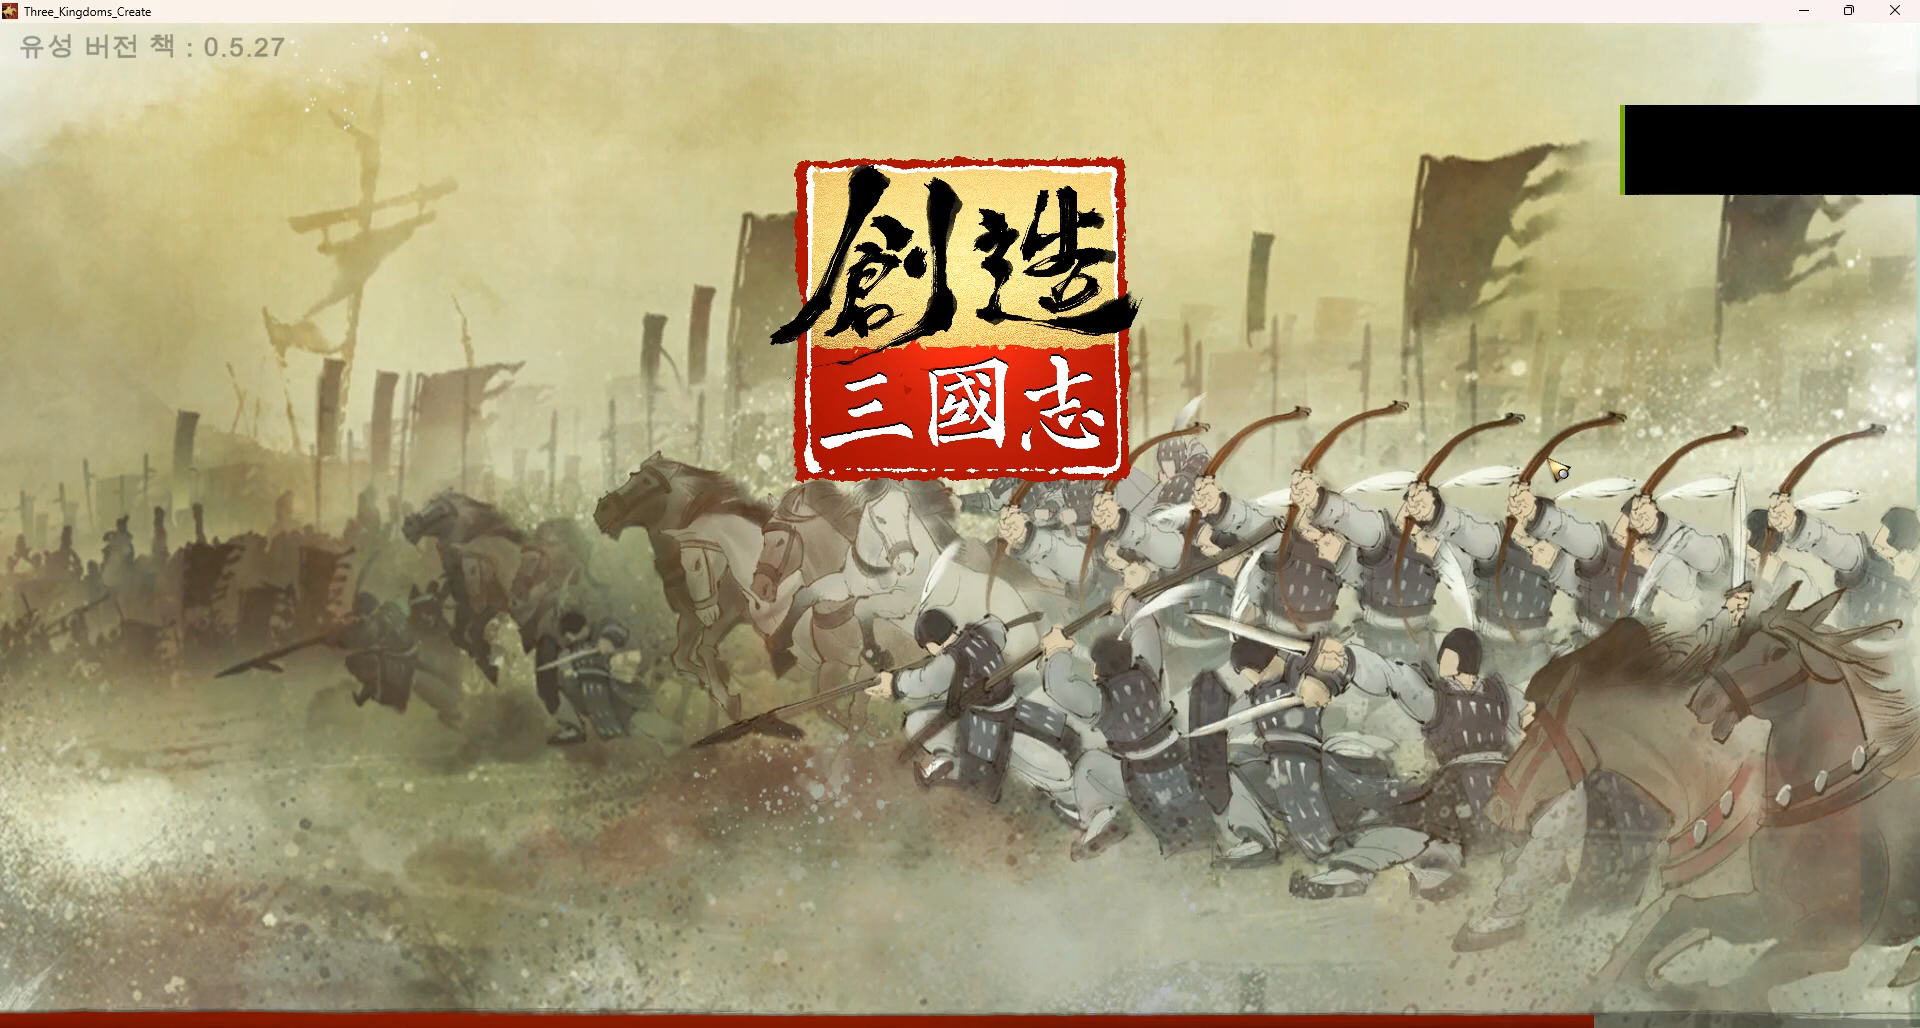 Three_Kingdoms_Create
유성 버전 책 : 0.5.27
創造
三國志